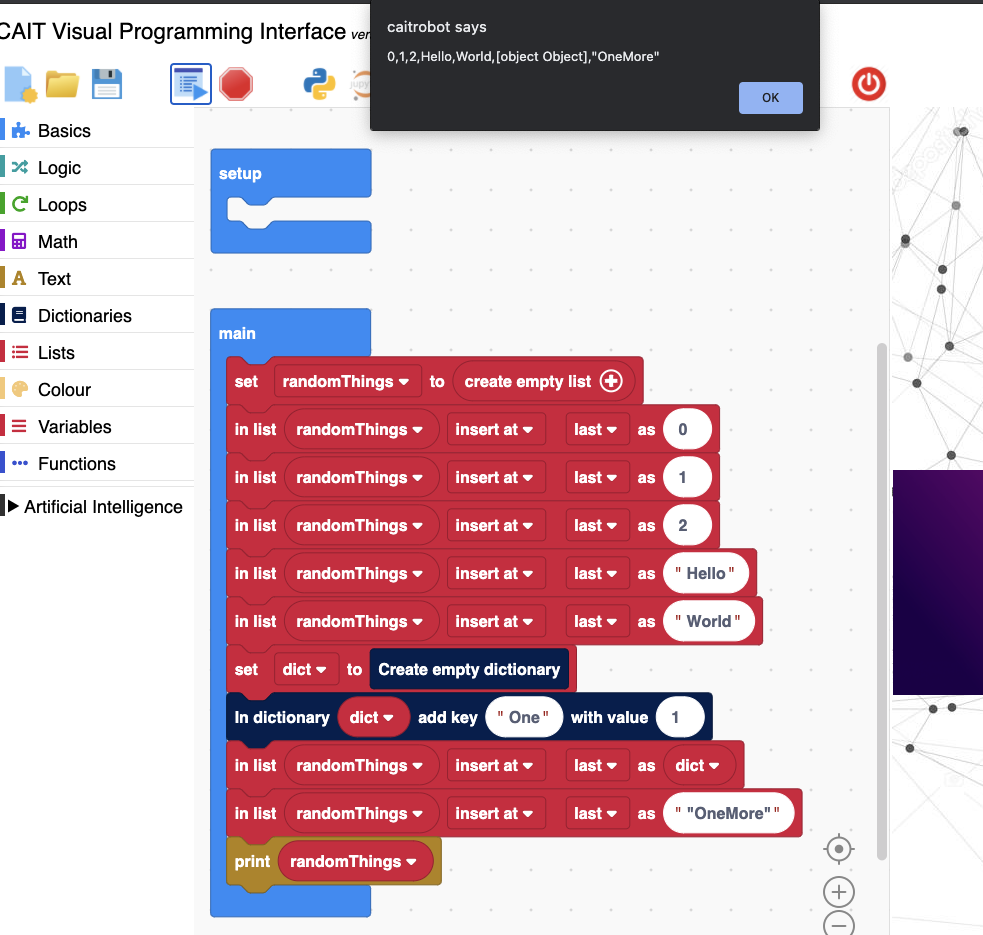 caitrobot says
0,1,2,Hello,World,[object Object],"OneMore"
OK
CAIT Visual Programming Interface
Basics
Logic
Loops
Math
Text
Dictionaries
Lists
Colour
Variables
Functions
Artificial Intelligence
setup
main
set randomThings to create empty list
in list randomThings insert at last as 0
in list randomThings insert at last as 1
in list randomThings insert at last as 2
in list randomThings insert at last as "Hello"
in list randomThings insert at last as "World"
set dict to Create empty dictionary
In dictionary dict add key "One" with value 1
in list randomThings insert at last as dict
in list randomThings insert at last as ""OneMore""
print randomThings